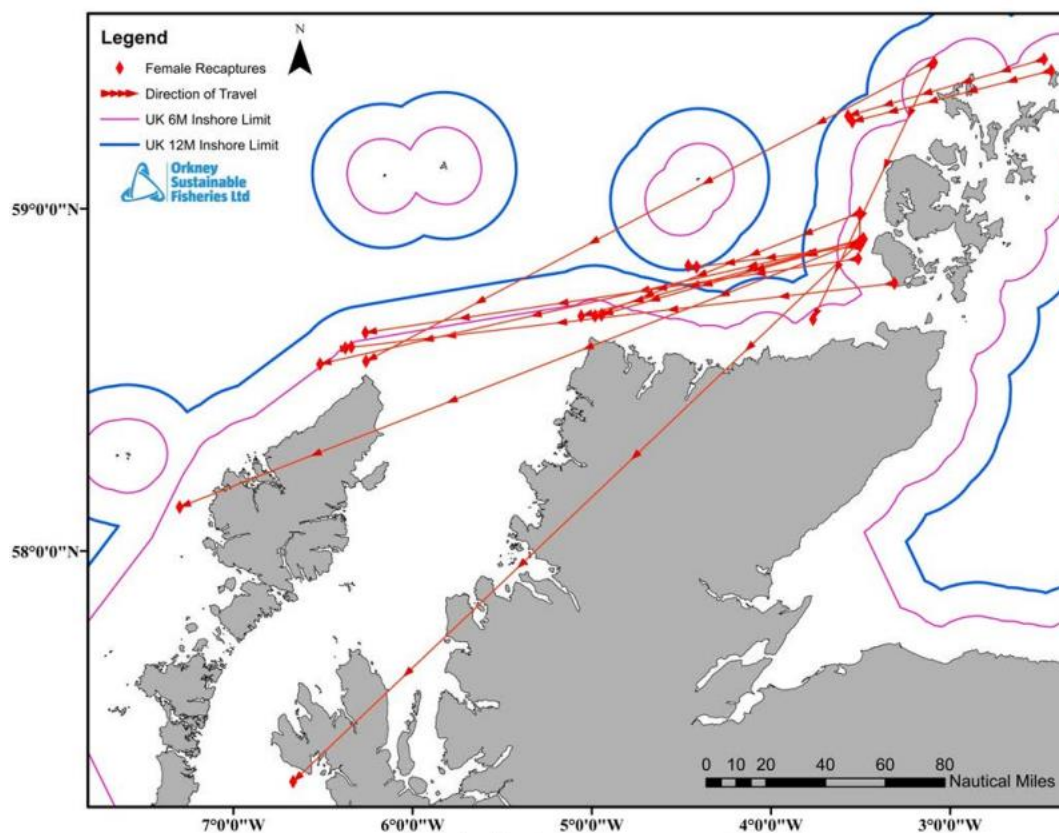 Legend
N
Female Recaptures
Direction of Travel
UK 6M Inshore Limit
UK 12M Inshore Limit
Orkney
Sustainable
Fisheries Ltd
59°0'0"N
58°0'0"N
0 10 20 40 60 80
Nautical Miles
7°0'0"W 6°0'0"W 5°0'0"W 4°0'0"W 3°0'0"W